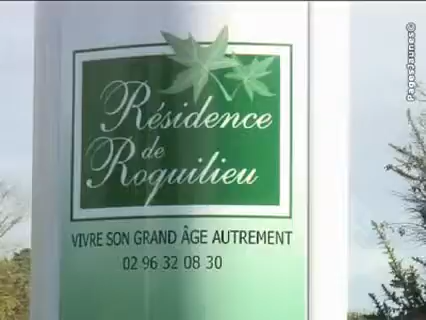 PagesJaunes©
Résidence
de
Roquilieu
VIVRE SON GRAND ÂGE AUTREMENT
02 96 32 08 30